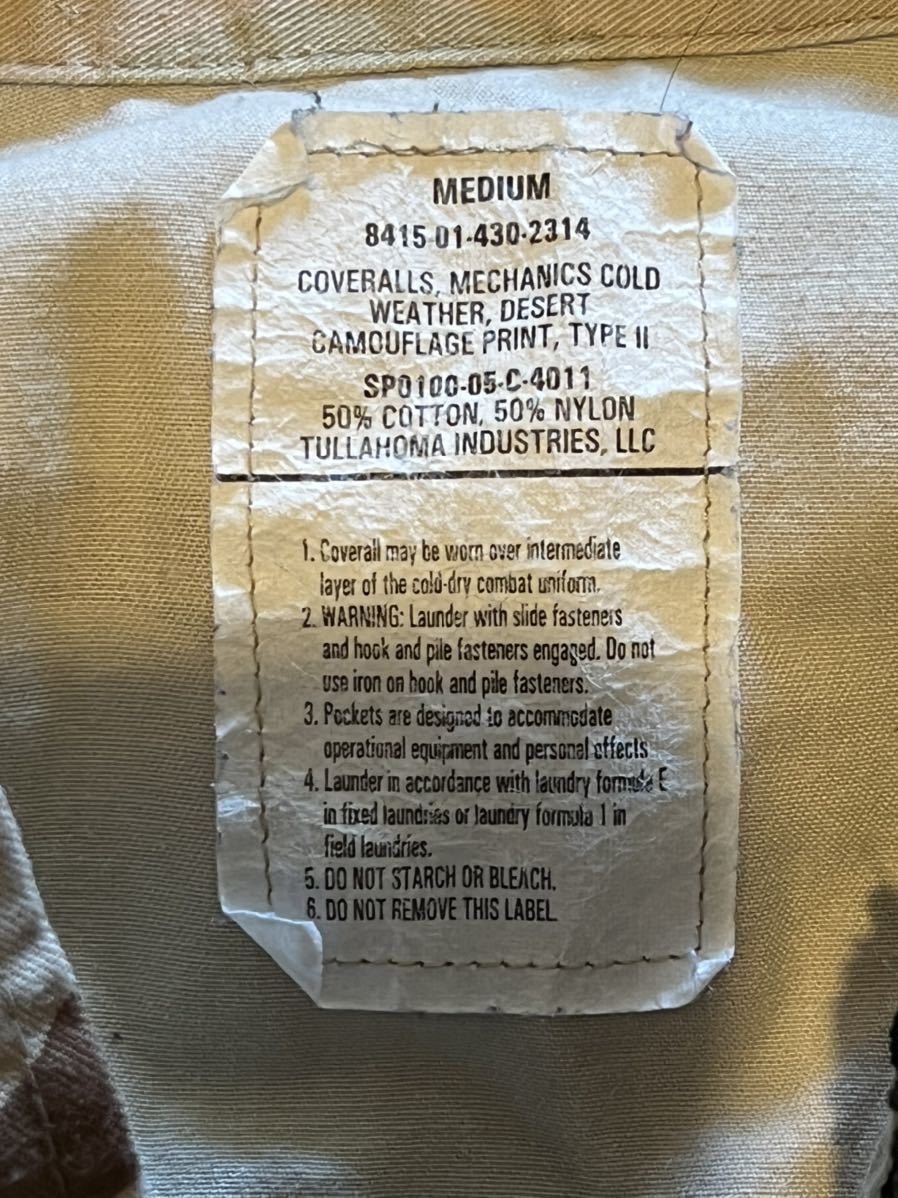 MEDIUM
8415-01-430-2314
COVERALLS, MECHANICS COLD
WEATHER, DESERT
CAMOUFLAGE PRINT, TYPE II
SP0100-05-C-4011
50% COTTON, 50% NYLON
TULLAHOMA INDUSTRIES, LLC
1. Coverall may be worn over intermediate
layer of the cold-dry combat uniform.
2. WARNING: Launder with slide fasteners
and hook and pile fasteners engaged. Do not
use iron on hook and pile fasteners.
3. Pockets are designed to accommodate
operational equipment and personal effects
4. Launder in accordance with laundry formula E
in fixed laundries or laundry formula 1 in
field laundries.
5. DO NOT STARCH OR BLEACH.
6. DO NOT REMOVE THIS LABEL